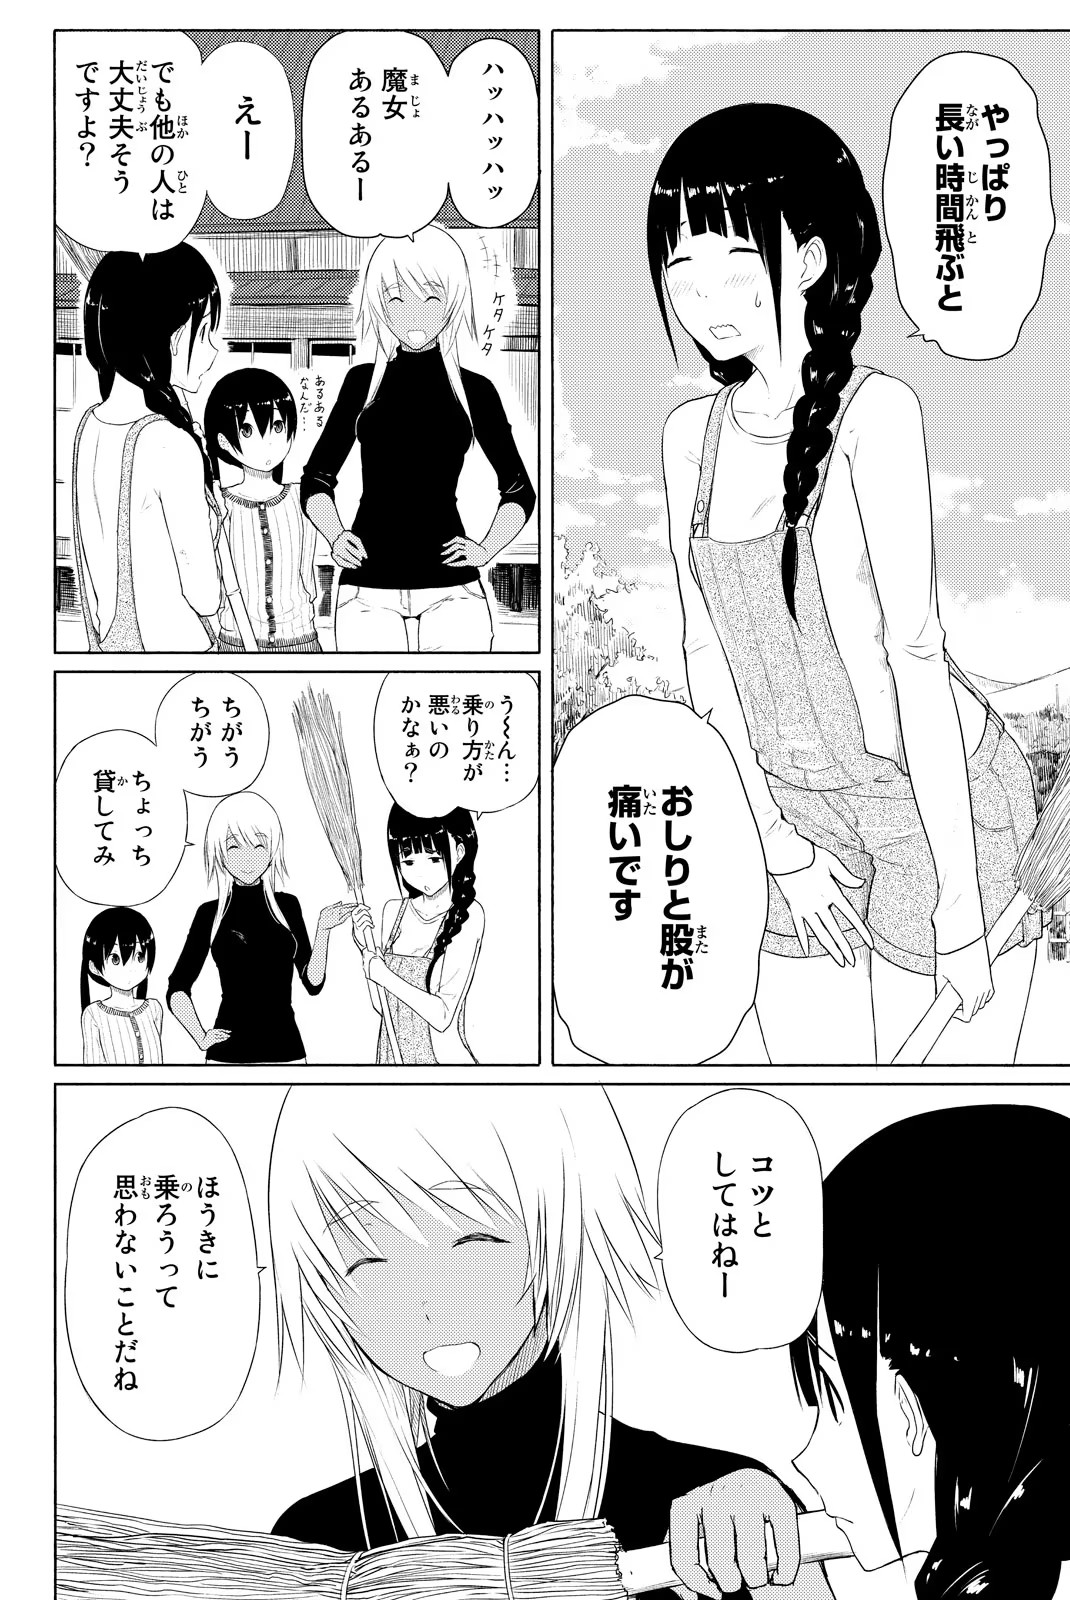 やっぱり
長い時間飛ぶと
おしりと股が
痛いです
ハッハッハッ
魔女
あるあるー
キャキャ
ケタケタ
あるある
なんだ…
えー
でも他の人は
大丈夫そう
ですよ?
う〜ん…
乗り方が
悪いの
かなぁ?
ちがう
ちがう
ちょっち
貸してみ
コツと
してはねー
ほうきに
乗ろうって
思わないことだね